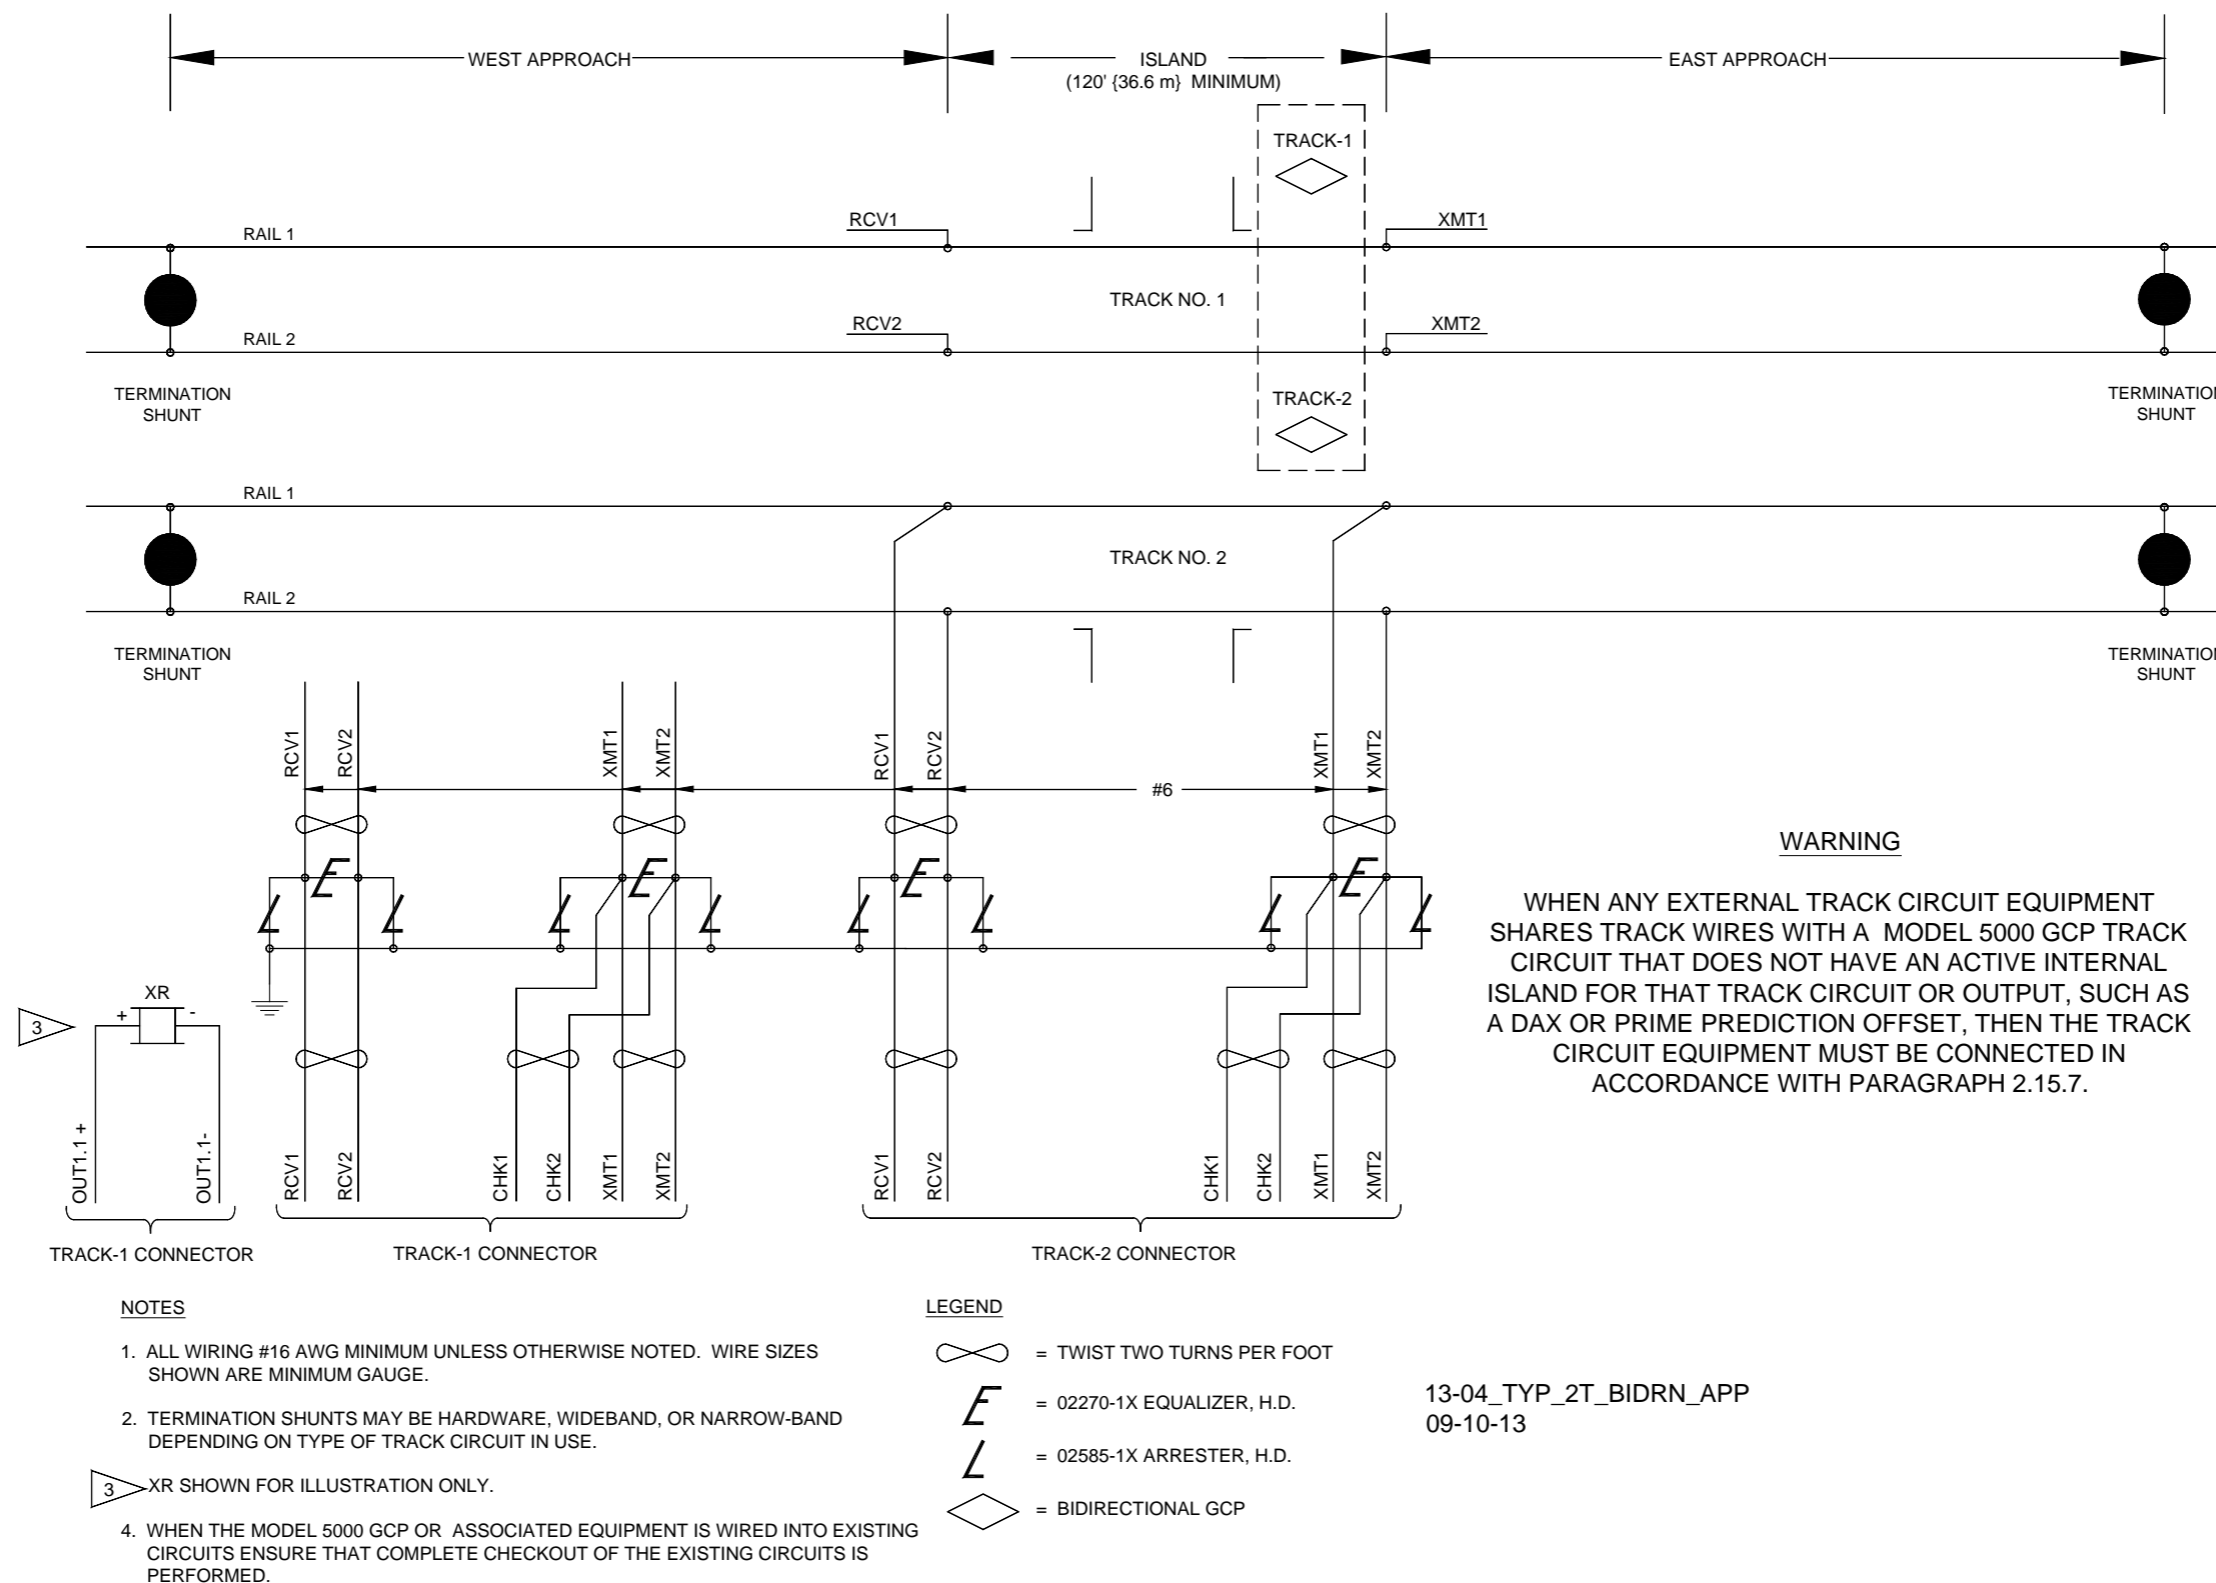 WEST APPROACH
ISLAND
(120' {36.6 m} MINIMUM)
EAST APPROACH
TRACK-1
RCV1
XMT1
RAIL 1
TRACK NO. 1
RCV2
XMT2
RAIL 2
TERMINATION
SHUNT
TRACK-2
TERMINATION
SHUNT
RAIL 1
TRACK NO. 2
RAIL 2
TERMINATION
SHUNT
TERMINATION
SHUNT
RCV1
RCV2
XMT1
XMT2
RCV1
RCV2
XMT1
XMT2
#6
E
E
E
E
WARNING
WHEN ANY EXTERNAL TRACK CIRCUIT EQUIPMENT
SHARES TRACK WIRES WITH A MODEL 5000 GCP TRACK
CIRCUIT THAT DOES NOT HAVE AN ACTIVE INTERNAL
ISLAND FOR THAT TRACK CIRCUIT OR OUTPUT, SUCH AS
A DAX OR PRIME PREDICTION OFFSET, THEN THE TRACK
CIRCUIT EQUIPMENT MUST BE CONNECTED IN
ACCORDANCE WITH PARAGRAPH 2.15.7.
3
XR
+
-
OUT1.1 +
OUT1.1-
RCV1
RCV2
CHK1
CHK2
XMT1
XMT2
RCV1
RCV2
CHK1
CHK2
XMT1
XMT2
TRACK-1 CONNECTOR
TRACK-1 CONNECTOR
TRACK-2 CONNECTOR
NOTES
1. ALL WIRING #16 AWG MINIMUM UNLESS OTHERWISE NOTED. WIRE SIZES
SHOWN ARE MINIMUM GAUGE.
2. TERMINATION SHUNTS MAY BE HARDWARE, WIDEBAND, OR NARROW-BAND
DEPENDING ON TYPE OF TRACK CIRCUIT IN USE.
3 XR SHOWN FOR ILLUSTRATION ONLY.
4. WHEN THE MODEL 5000 GCP OR ASSOCIATED EQUIPMENT IS WIRED INTO EXISTING
CIRCUITS ENSURE THAT COMPLETE CHECKOUT OF THE EXISTING CIRCUITS IS
PERFORMED.
LEGEND
= TWIST TWO TURNS PER FOOT
E = 02270-1X EQUALIZER, H.D.
= 02585-1X ARRESTER, H.D.
= BIDIRECTIONAL GCP
13-04_TYP_2T_BIDRN_APP
09-10-13